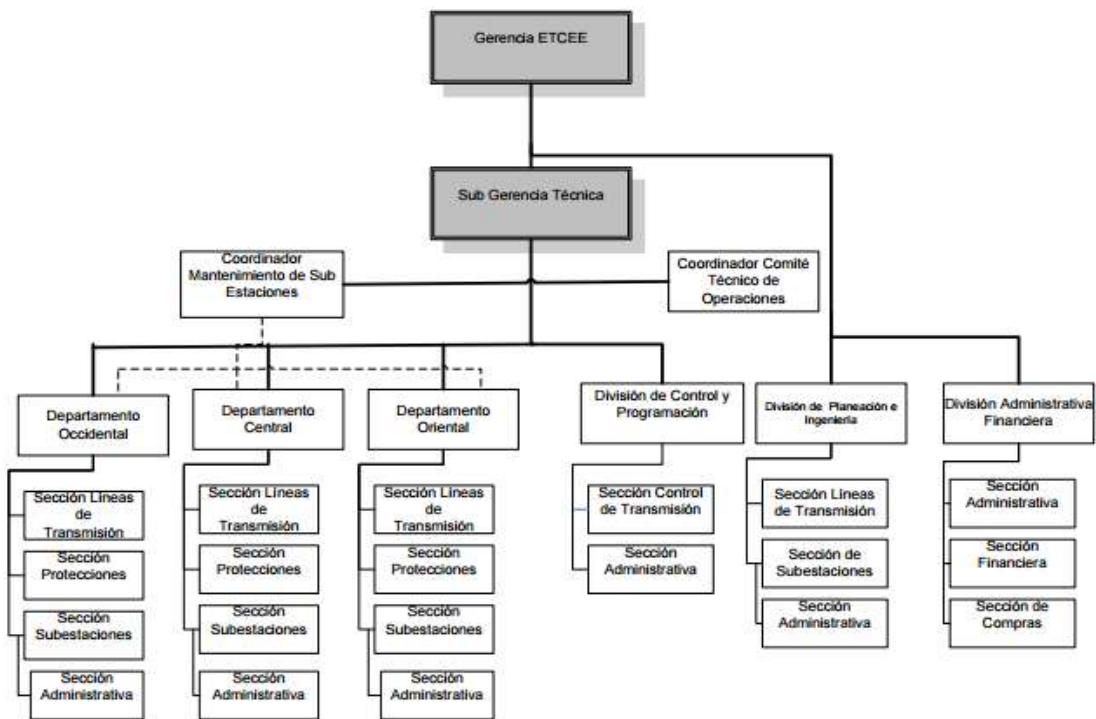 Gerencia ETCEE
Sub Gerencia Técnica
Coordinador
Mantenimiento de Sub
Estaciones
Coordinador Comité
Técnico de
Operaciones
Departamento
Occidental
Departamento
Central
Departamento
Oriental
División de Control y
Programación
División de Planeación e
Ingeniería
División Administrativa
Financiera
Sección Líneas
de
Transmisión
Sección
Protecciones
Sección
Subestaciones
Sección
Administrativa
Sección Líneas
de
Transmisión
Sección
Protecciones
Sección
Subestaciones
Sección
Administrativa
Sección Líneas
de
Transmisión
Sección
Protecciones
Sección
Subestaciones
Sección
Administrativa
Sección Control
de Transmisión
Sección
Administrativa
Sección Líneas
de Transmisión
Sección de
Subestaciones
Sección
Administrativa
Sección
Administrativa
Sección
Financiera
Sección de
Compras